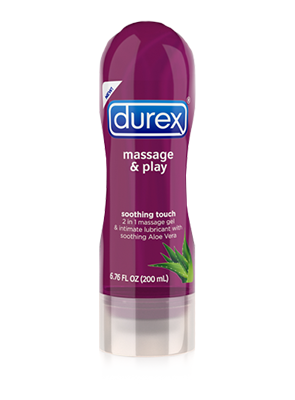 NEW!
durex
massage
& play
soothing touch
2 in 1 massage gel
& intimate lubricant with
soothing Aloe Vera
6.76 FL OZ (200 mL)